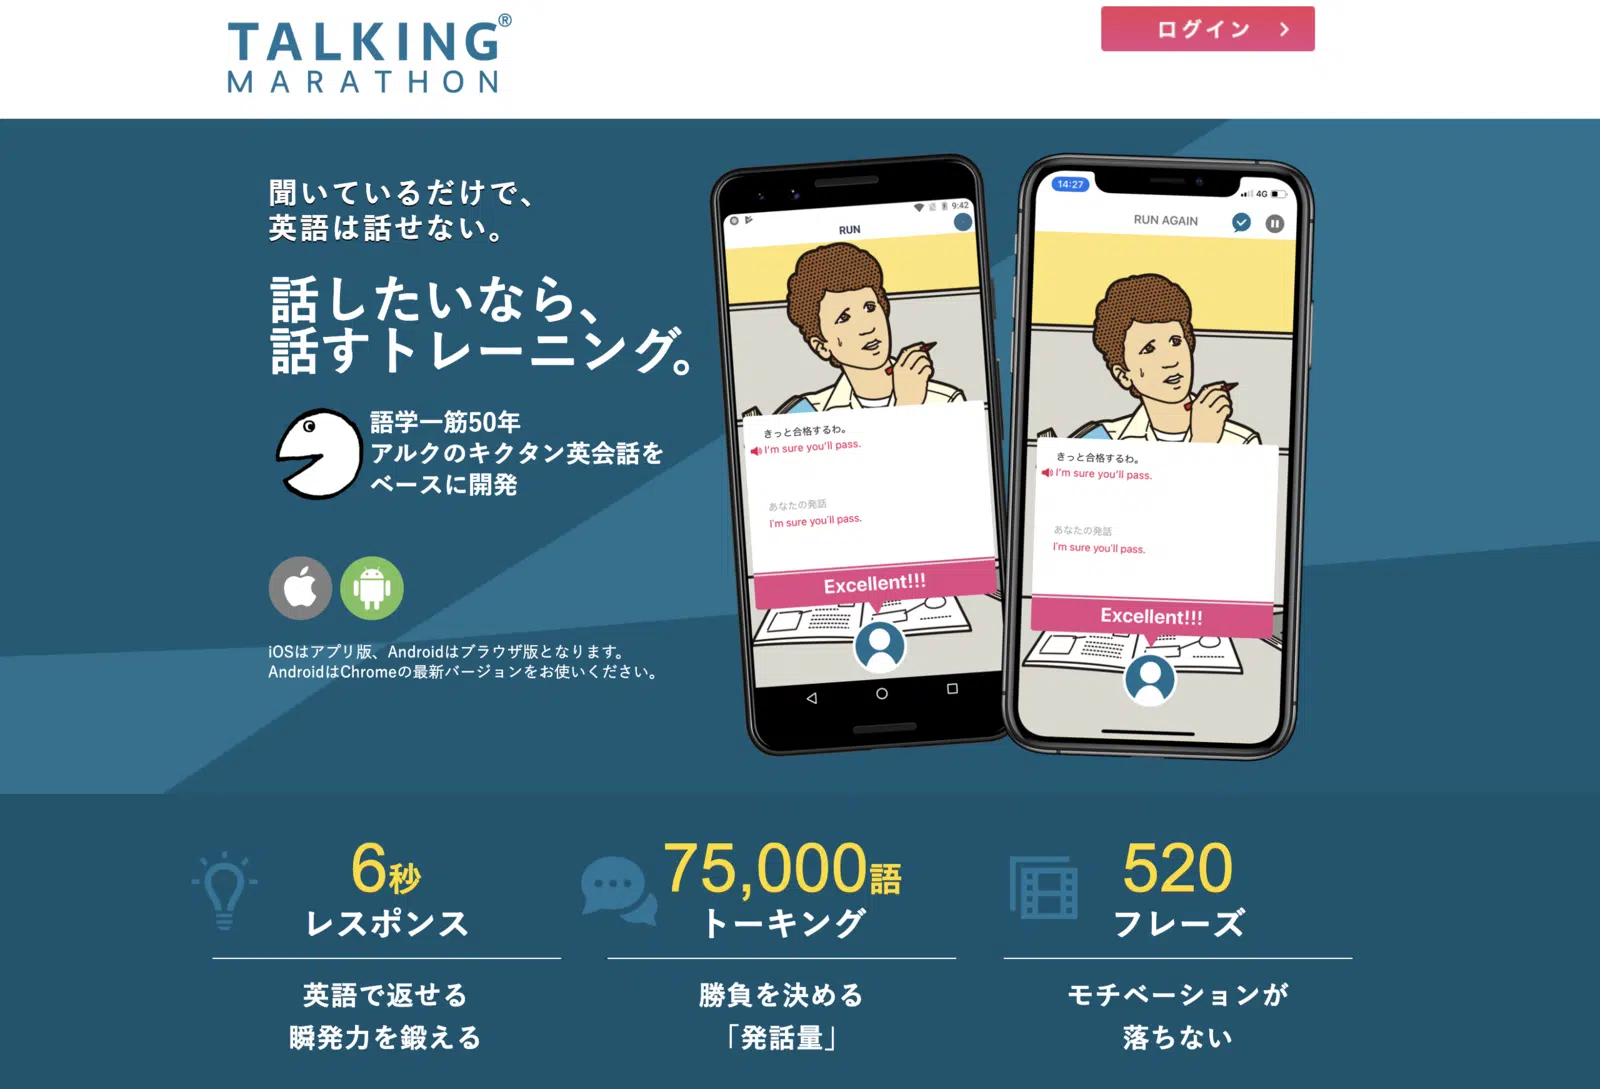 TALKING®
MARATHON
ログイン
聞いているだけで、
英語は話せない。
話したいなら、
話すトレーニング。
語学一筋50年
アルクのキクタン英会話を
ベースに開発
iOSはアプリ版、Androidはブラウザ版となります。
AndroidはChromeの最新バージョンをお使いください。
9:42
RUN
きっと合格するわ。
I'm sure you'll pass.
あなたの発話
I'm sure you'll pass.
Excellent!!!
14:27
4G
RUN AGAIN
きっと合格するわ。
I'm sure you'll pass.
あなたの発話
I'm sure you'll pass.
Excellent!!!
6秒
レスポンス
英語で返せる
瞬発力を鍛える
75,000語
トーキング
勝負を決める
「発話量」
520
フレーズ
モチベーションが
落ちない